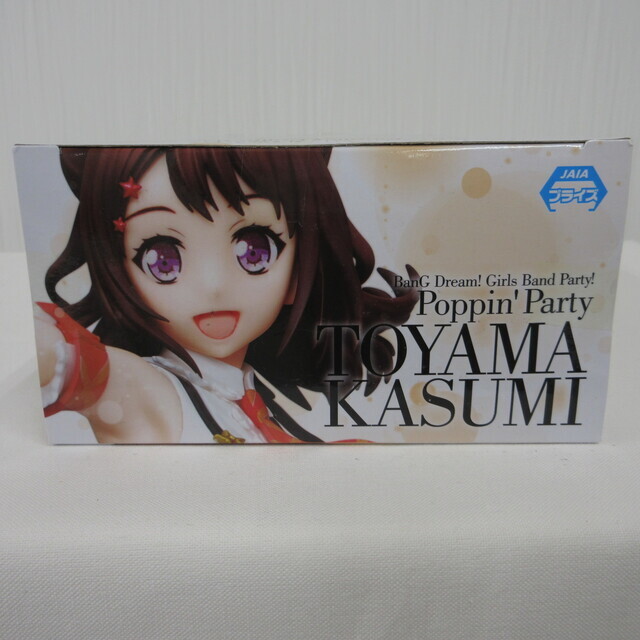 JAIA
プライズ
BanG Dream! Girls Band Party!
Poppin'Party
TOYAMA
KASUMI